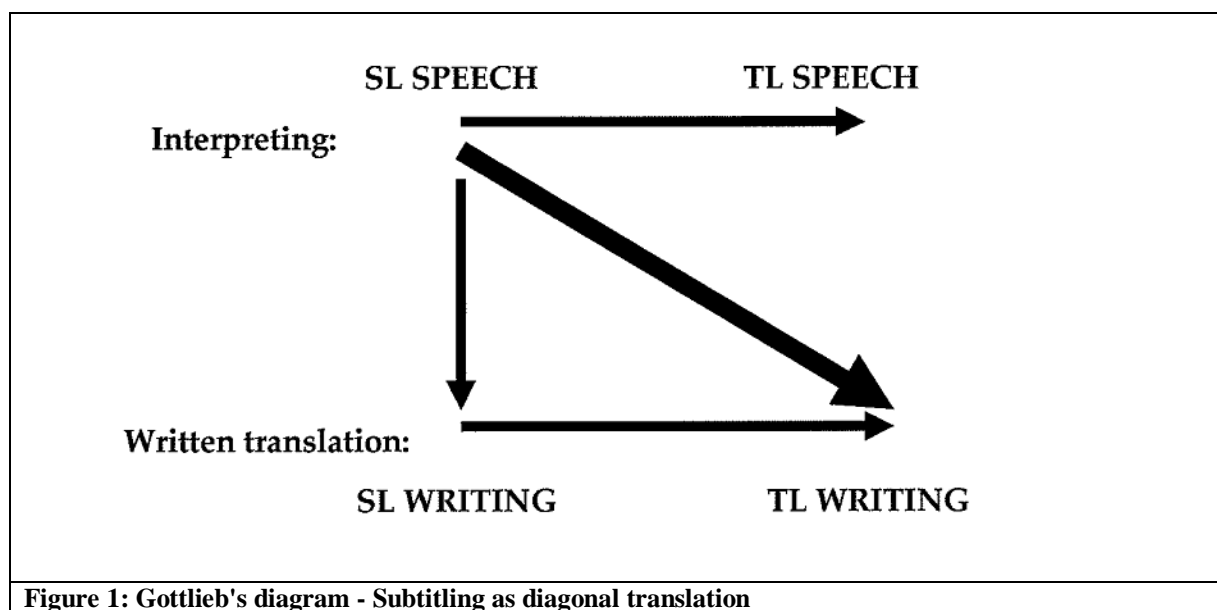 SL SPEECH TL SPEECH
Interpreting:
Written translation:
SL WRITING TL WRITING
Figure 1: Gottlieb's diagram - Subtitling as diagonal translation